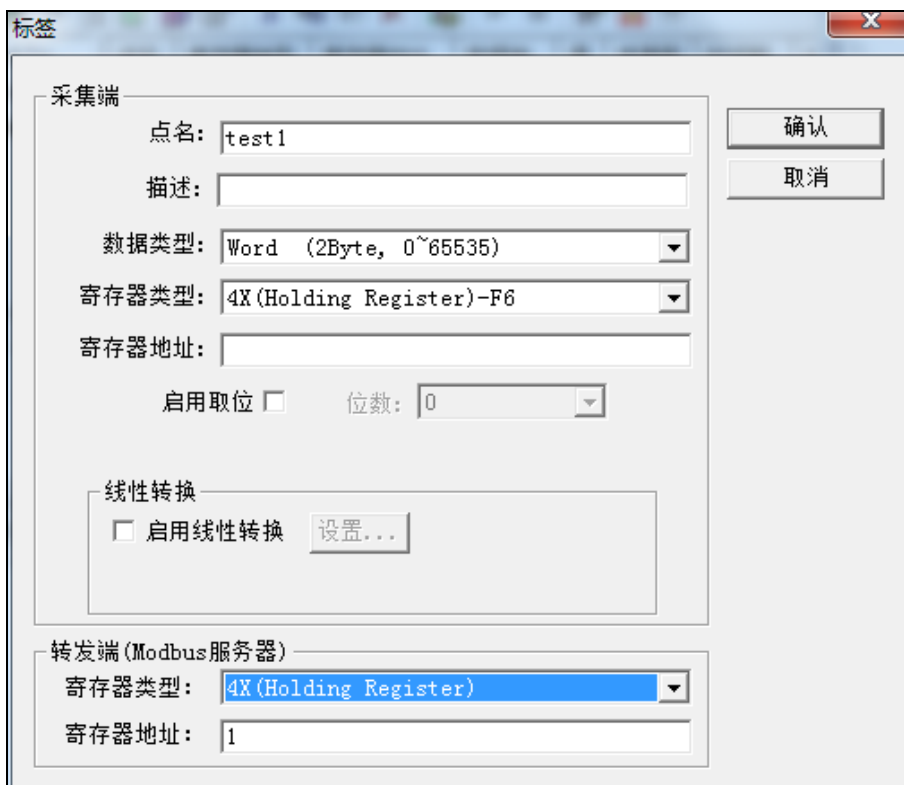 标签
采集端
点名: test1
确认
描述:
取消
数据类型: Word (2Byte, 0~65535)
寄存器类型: 4X(Holding Register)-F6
寄存器地址:
启用取位 位数: 0
线性转换
启用线性转换 设置...
转发端(Modbus服务器)
寄存器类型: 4X(Holding Register)
寄存器地址: 1